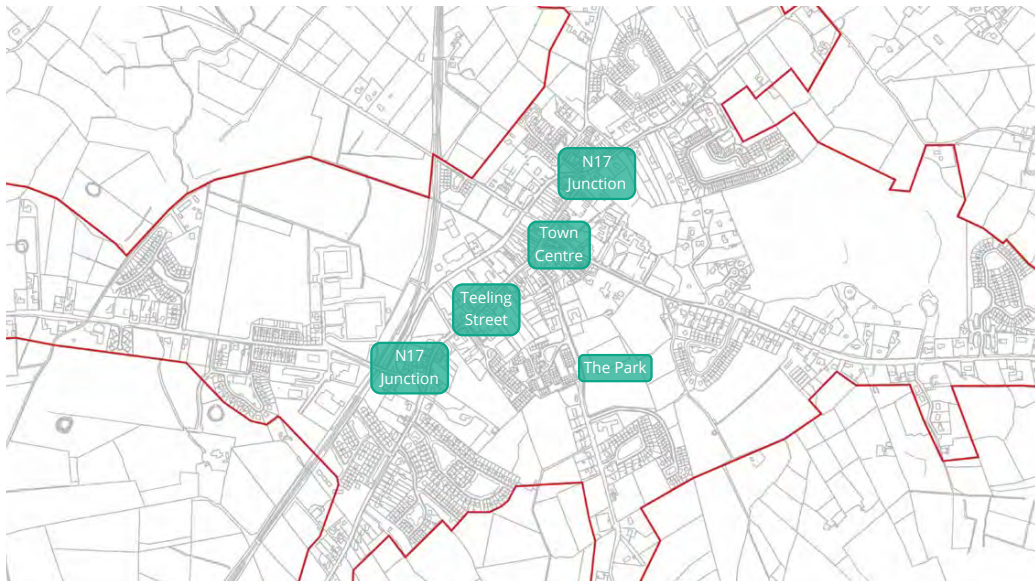 N17
Junction
Town
Centre
Teeling
Street
N17
Junction
The Park